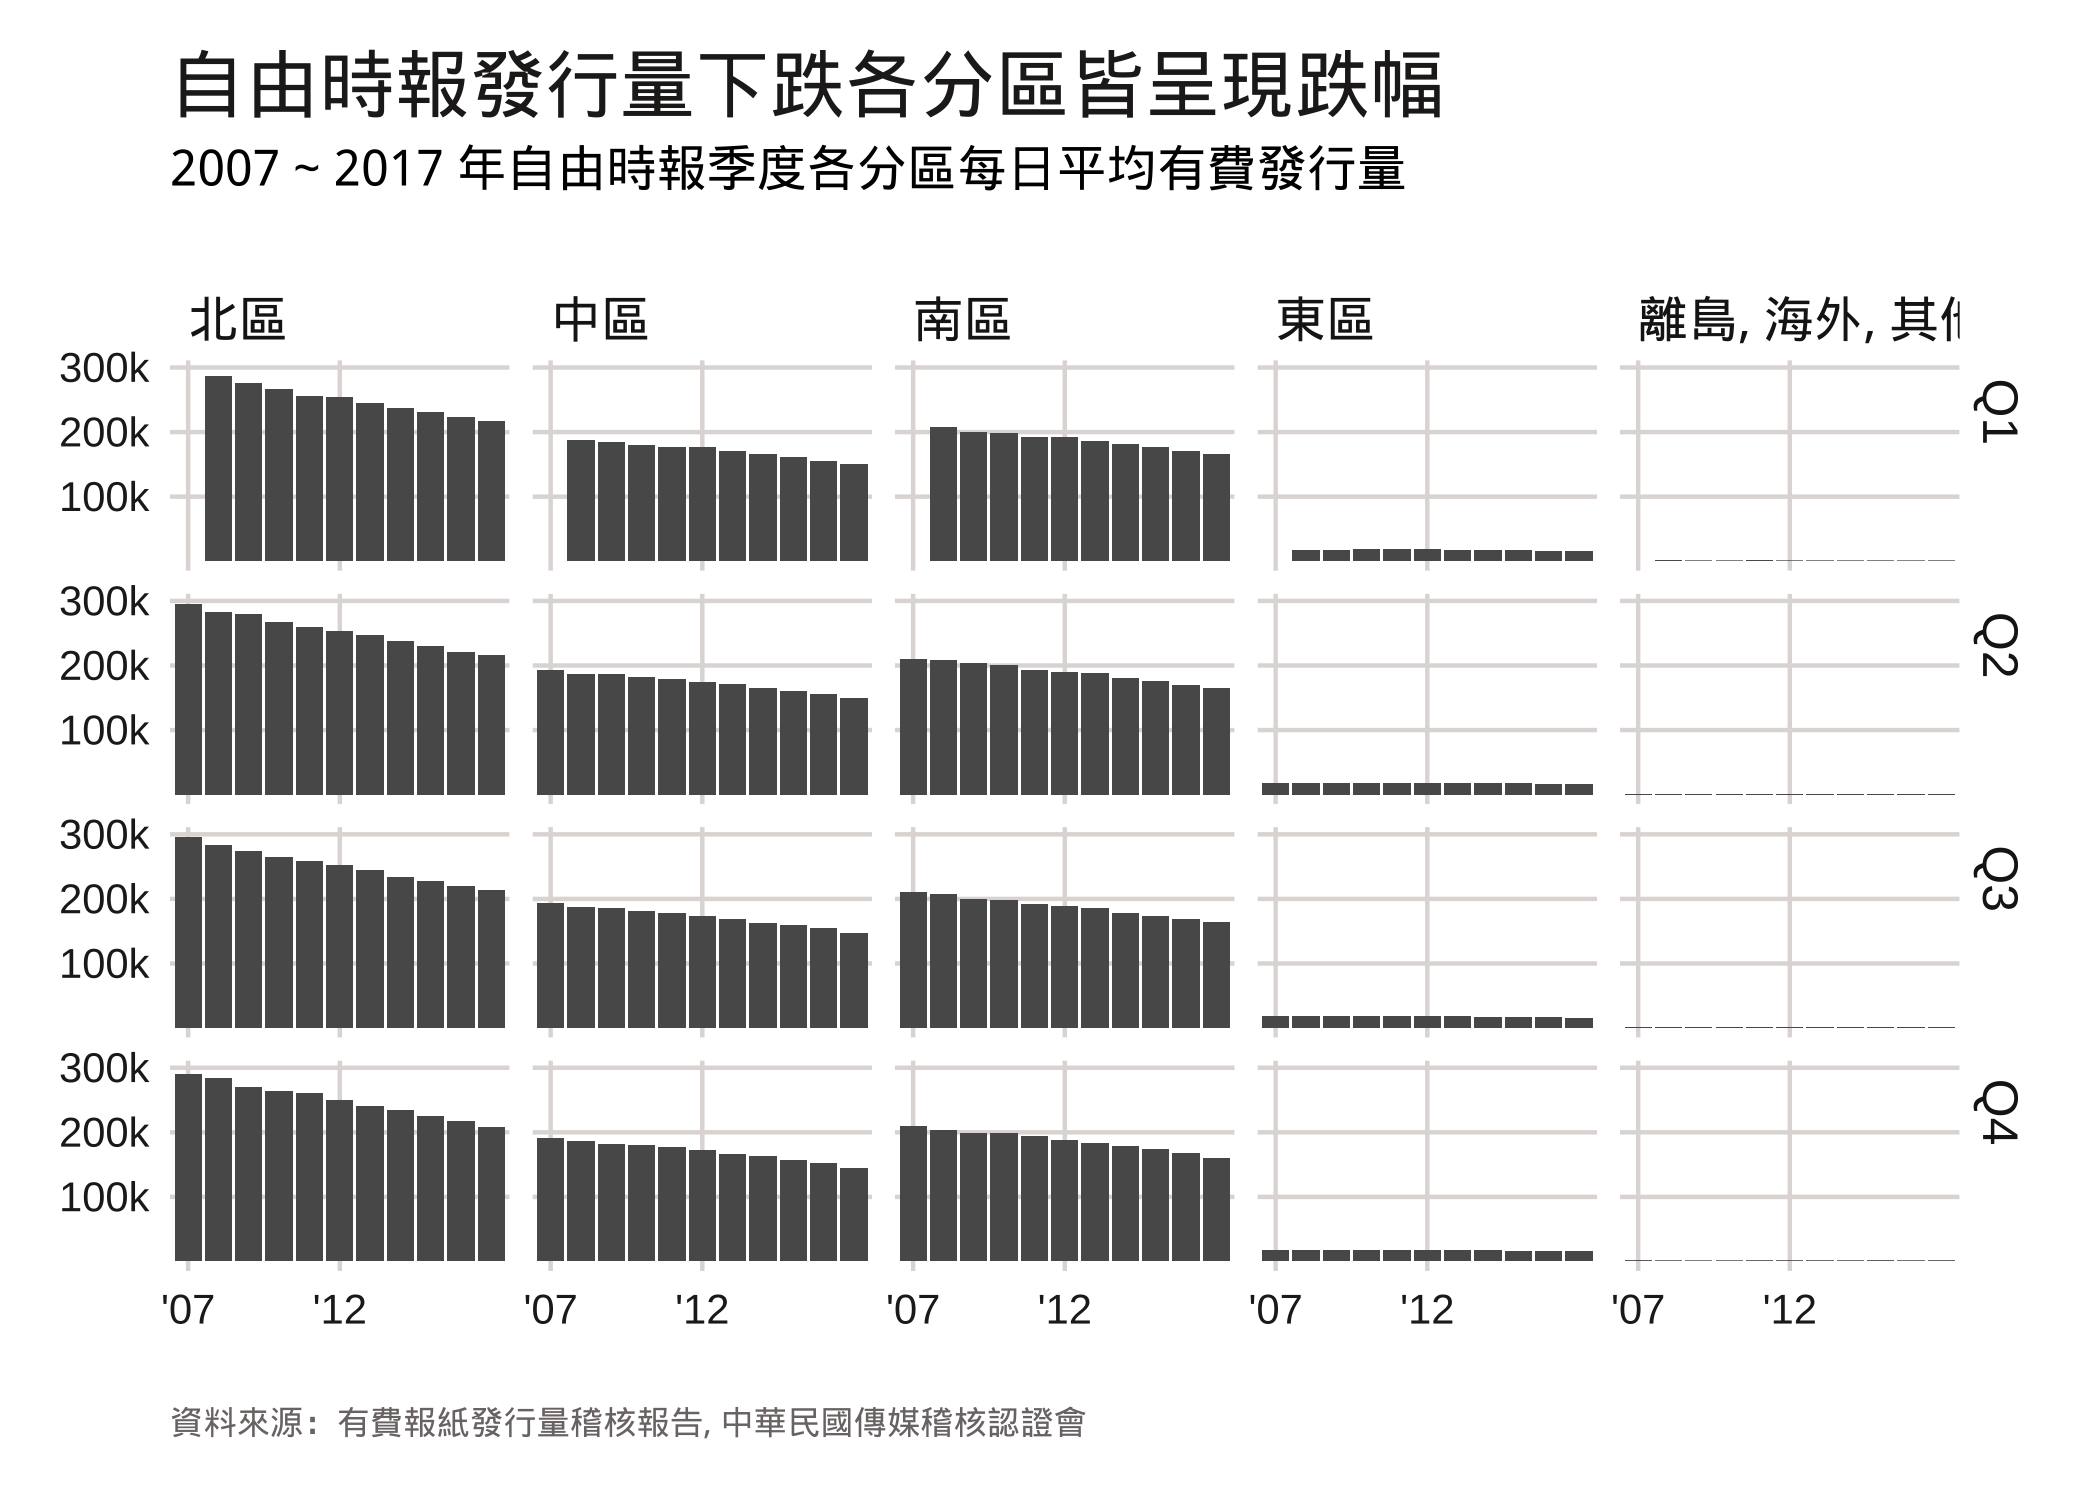 自由時報發行量下跌各分區皆呈現跌幅
2007 ~ 2017 年自由時報季度各分區每日平均有費發行量
北區 中區 南區 東區 離島, 海外, 其
300k
200k
100k
Q1
300k
200k
100k
Q2
300k
200k
100k
Q3
300k
200k
100k
Q4
'07 '12 '07 '12 '07 '12 '07 '12 '07 '12
資料來源：有費報紙發行量稽核報告, 中華民國傳媒稽核認證會